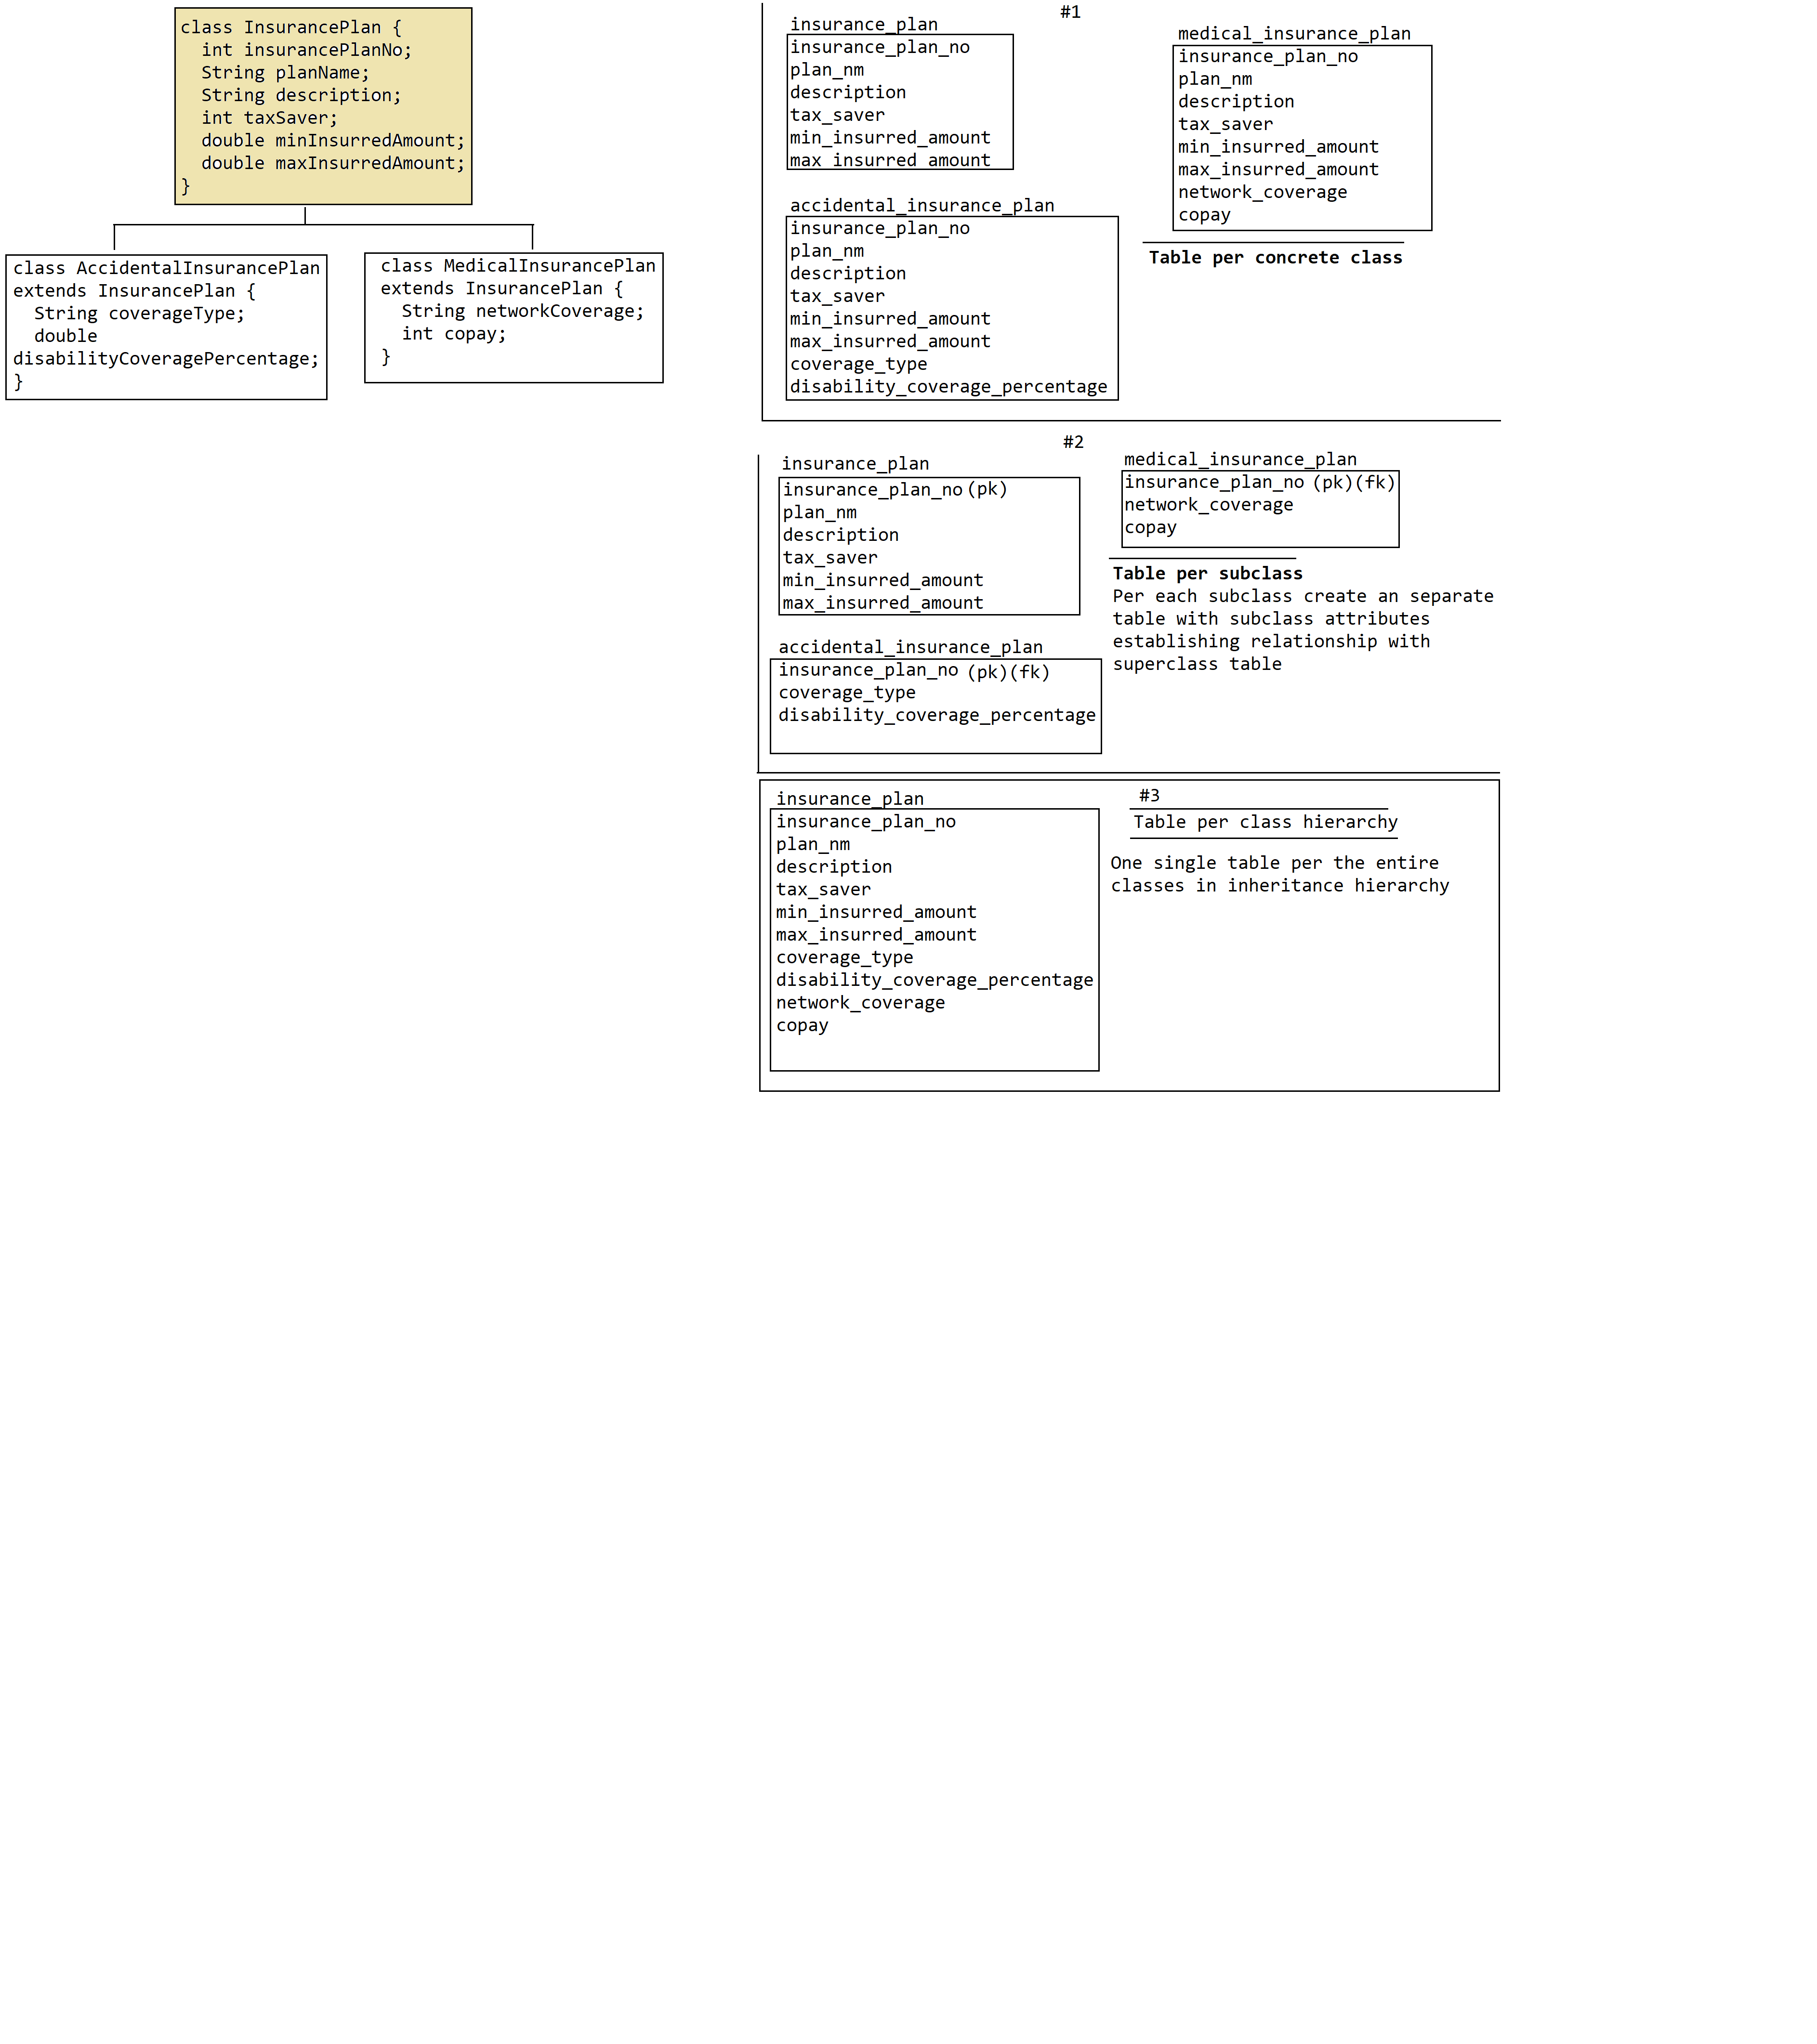 class InsurancePlan {
  int insurancePlanNo;
  String planName;
  String description;
  int taxSaver;
  double minInsurredAmount;
  double maxInsurredAmount;
}
class AccidentalInsurancePlan
extends InsurancePlan {
  String coverageType;
  double
disabilityCoveragePercentage;
}
class MedicalInsurancePlan
extends InsurancePlan {
  String networkCoverage;
  int copay;
}
#1
insurance_plan
insurance_plan_no
plan_nm
description
tax_saver
min_insurred_amount
max_insurred_amount
medical_insurance_plan
insurance_plan_no
plan_nm
description
tax_saver
min_insurred_amount
max_insurred_amount
network_coverage
copay
accidental_insurance_plan
insurance_plan_no
plan_nm
description
tax_saver
min_insurred_amount
max_insurred_amount
coverage_type
disability_coverage_percentage
Table per concrete class
#2
insurance_plan
insurance_plan_no (pk)
plan_nm
description
tax_saver
min_insurred_amount
max_insurred_amount
medical_insurance_plan
insurance_plan_no (pk)(fk)
network_coverage
copay
Table per subclass
Per each subclass create an separate
table with subclass attributes
establishing relationship with
superclass table
accidental_insurance_plan
insurance_plan_no (pk)(fk)
coverage_type
disability_coverage_percentage
#3
insurance_plan
insurance_plan_no
plan_nm
description
tax_saver
min_insurred_amount
max_insurred_amount
coverage_type
disability_coverage_percentage
network_coverage
copay
Table per class hierarchy
One single table per the entire
classes in inheritance hierarchy